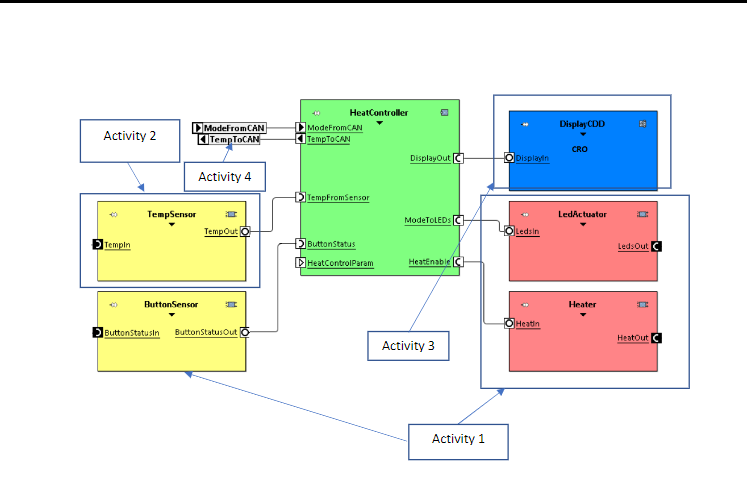 HeatController
DisplayCDD
ModeFromCAN
ModeFromCAN
Activity 2
TempToCAN
TempToCAN
CRO
DisplayOut
DisplayIn
Activity 4
TempFromSensor
TempSensor
ModeToLEDs
LedActuator
TempOut
LedsIn
TempIn
ButtonStatus
LedsOut
HeatControlParam
HeatEnable
ButtonSensor
Heater
ButtonStatusIn
ButtonStatusOut
HeatIn
HeatOut
Activity 3
Activity 1